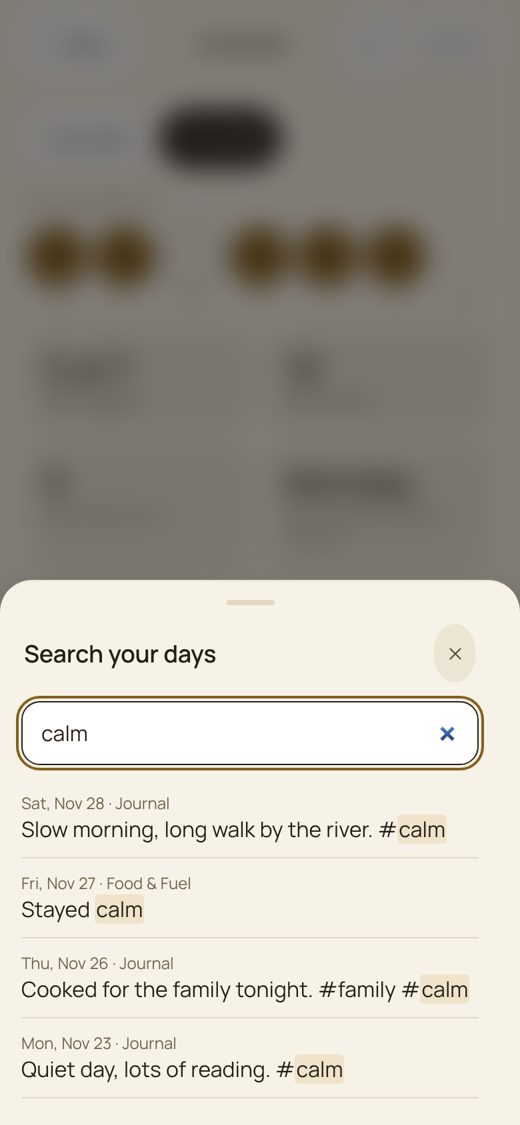 Search your days
calm
Sat, Nov 28 · Journal
Slow morning, long walk by the river. #calm
Fri, Nov 27 · Food & Fuel
Stayed calm
Thu, Nov 26 · Journal
Cooked for the family tonight. #family #calm
Mon, Nov 23 · Journal
Quiet day, lots of reading. #calm